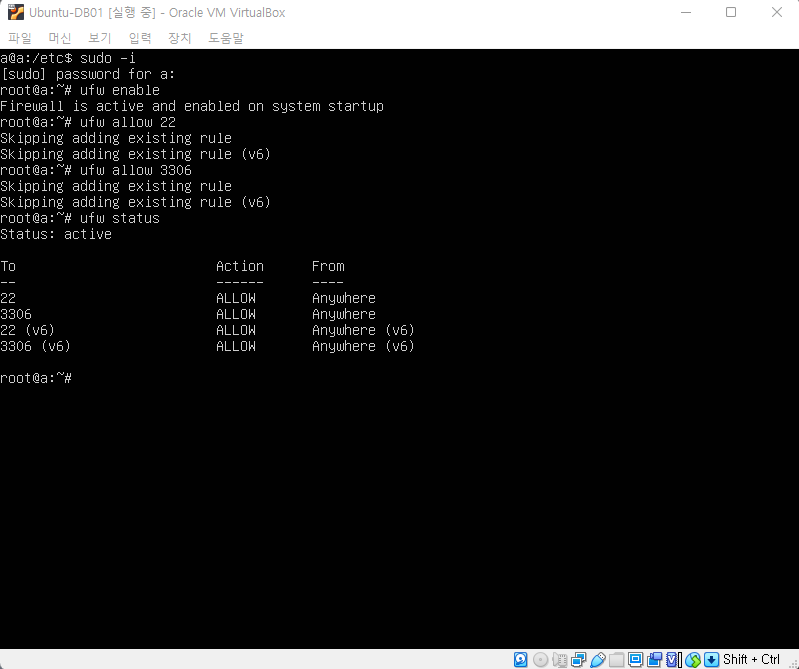 Ubuntu-DB01 [실행 중] - Oracle VM VirtualBox
파일 머신 보기 입력 장치 도움말
a@a:/etc$ sudo -i
[sudo] password for a:
root@a:~# ufw enable
Firewall is active and enabled on system startup
root@a:~# ufw allow 22
Skipping adding existing rule
Skipping adding existing rule (v6)
root@a:~# ufw allow 3306
Skipping adding existing rule
Skipping adding existing rule (v6)
root@a:~# ufw status
Status: active
To                         Action      From
--                         ------      ----
22                         ALLOW       Anywhere
3306                       ALLOW       Anywhere
22 (v6)                    ALLOW       Anywhere (v6)
3306 (v6)                  ALLOW       Anywhere (v6)
root@a:~#
Shift + Ctrl